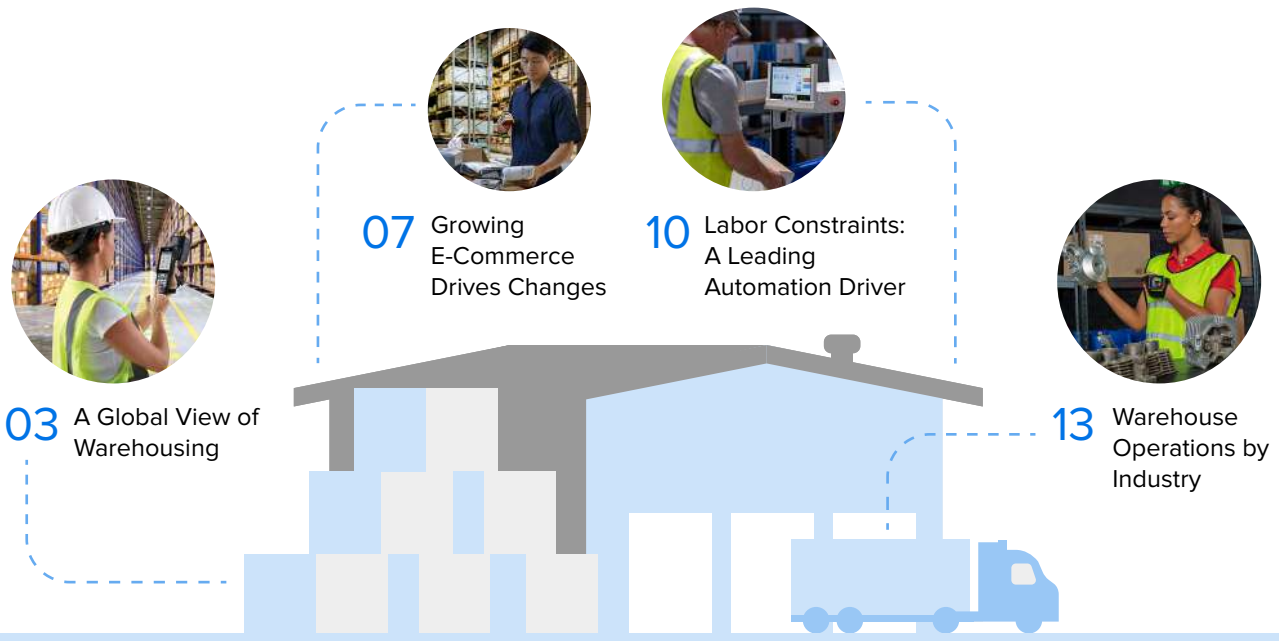 03
A Global View of
Warehousing
07
Growing
E-Commerce
Drives Changes
10
Labor Constraints:
A Leading
Automation Driver
13
Warehouse
Operations by
Industry